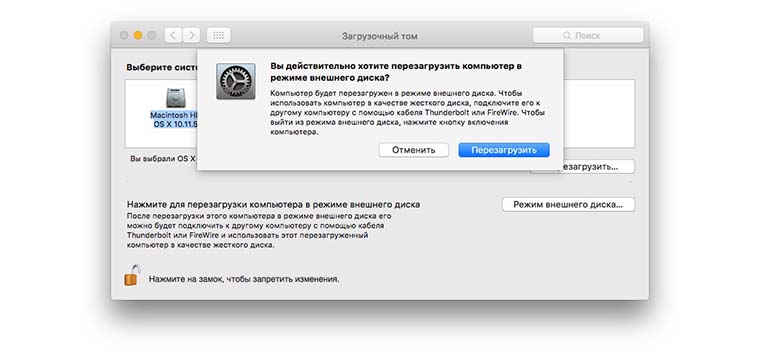 Загрузочный том
Поиск
Выберите систе
Вы действительно хотите перезагрузить компьютер в
режиме внешнего диска?
Компьютер будет перезагружен в режиме внешнего диска. Чтобы
использовать компьютер в качестве жесткого диска, подключите его к
другому компьютеру с помощью кабеля Thunderbolt или FireWire. Чтобы
выйти из режима внешнего диска, нажмите кнопку включения
компьютера.
Отменить
Перезагрузить
Macintosh H
OS X 10.11.5
Вы выбрали OS X
езагрузить...
Нажмите для перезагрузки компьютера в режиме внешнего диска
После перезагрузки этого компьютера в режиме внешнего диска его
можно будет подключить к другому компьютеру с помощью кабеля
Thunderbolt или FireWire и использовать этот перезагруженный
компьютер в качестве жесткого диска.
Режим внешнего диска...
Нажмите на замок, чтобы запретить изменения.